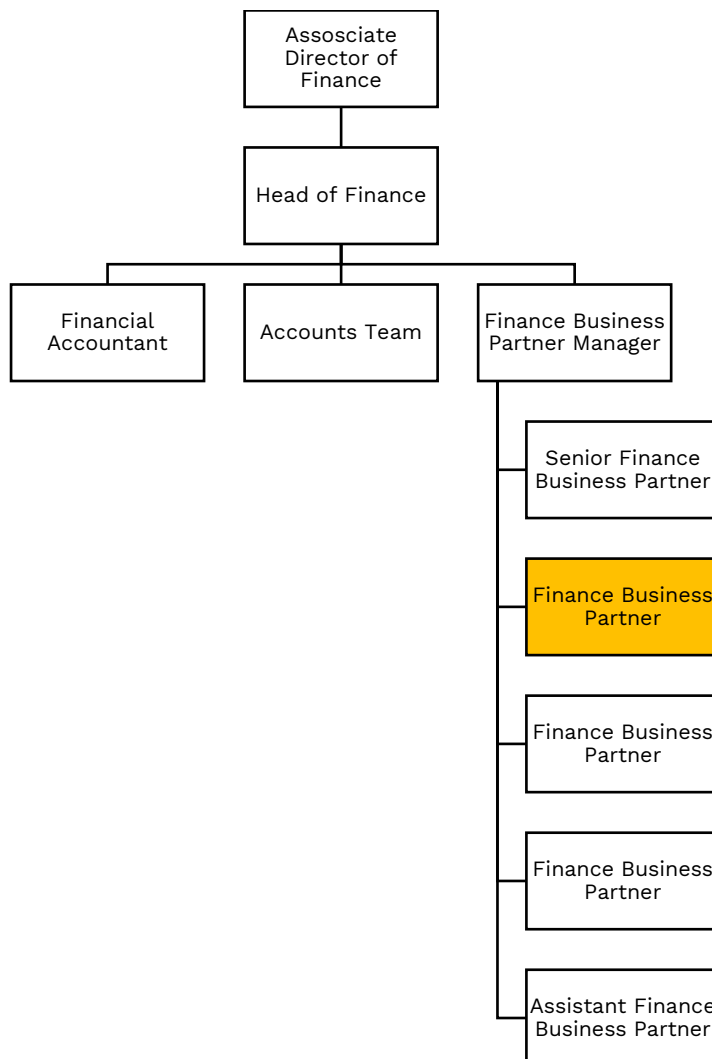 Assosciate
Director of
Finance
Head of Finance
Financial
Accountant
Accounts Team
Finance Business
Partner Manager
Senior Finance
Business Partner
Finance Business
Partner
Finance Business
Partner
Finance Business
Partner
Assistant Finance
Business Partner